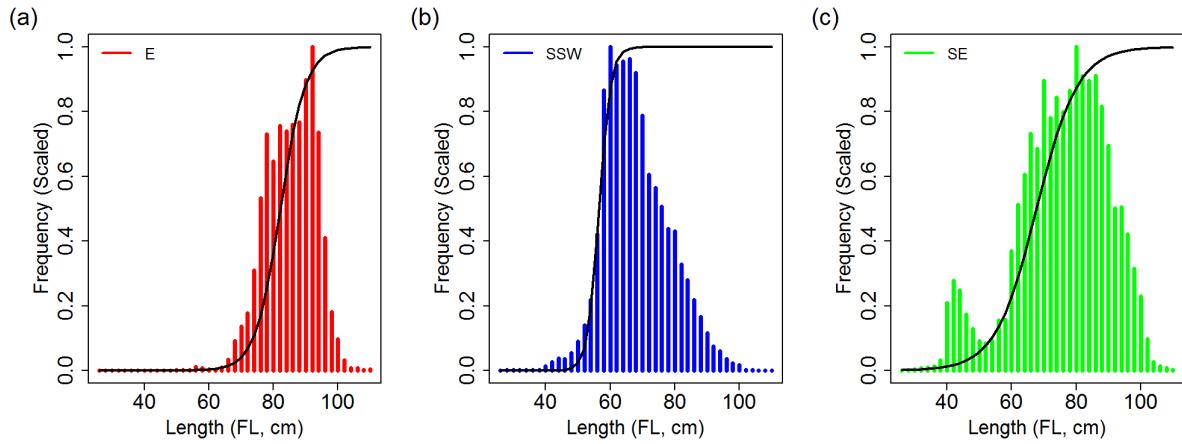 (a)
E
Frequency (Scaled)
0.0 0.2 0.4 0.6 0.8 1.0
40 60 80 100
Length (FL, cm)
(b)
SSW
Frequency (Scaled)
0.0 0.2 0.4 0.6 0.8 1.0
40 60 80 100
Length (FL, cm)
(c)
SE
Frequency (Scaled)
0.0 0.2 0.4 0.6 0.8 1.0
40 60 80 100
Length (FL, cm)